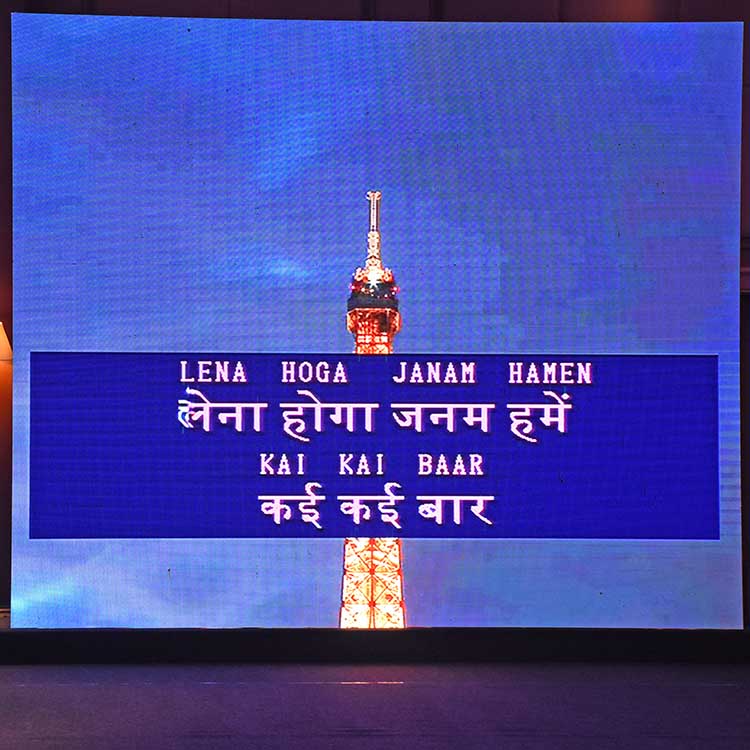 LENA HOGA JANAM HAMEN
लेना होगा जनम हमें
KAI KAI BAAR
कई कई बार